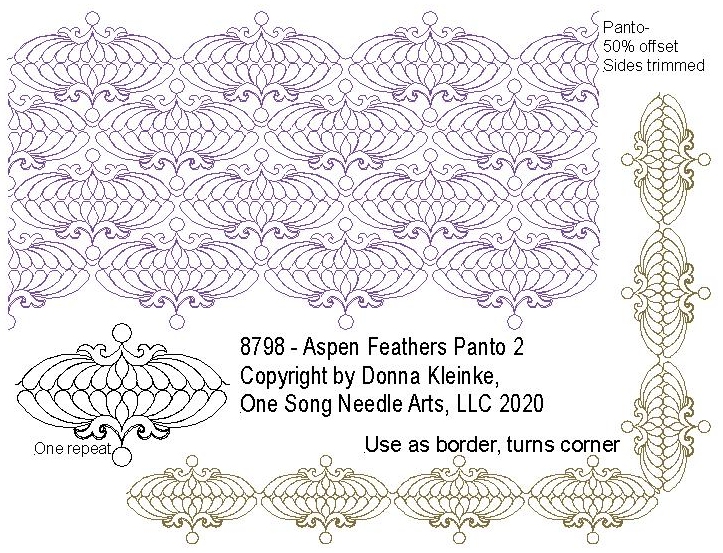 Panto-
50% offset
Sides trimmed
8798 - Aspen Feathers Panto 2
Copyright by Donna Kleinke,
One Song Needle Arts, LLC 2020
One repeat
Use as border, turns corner